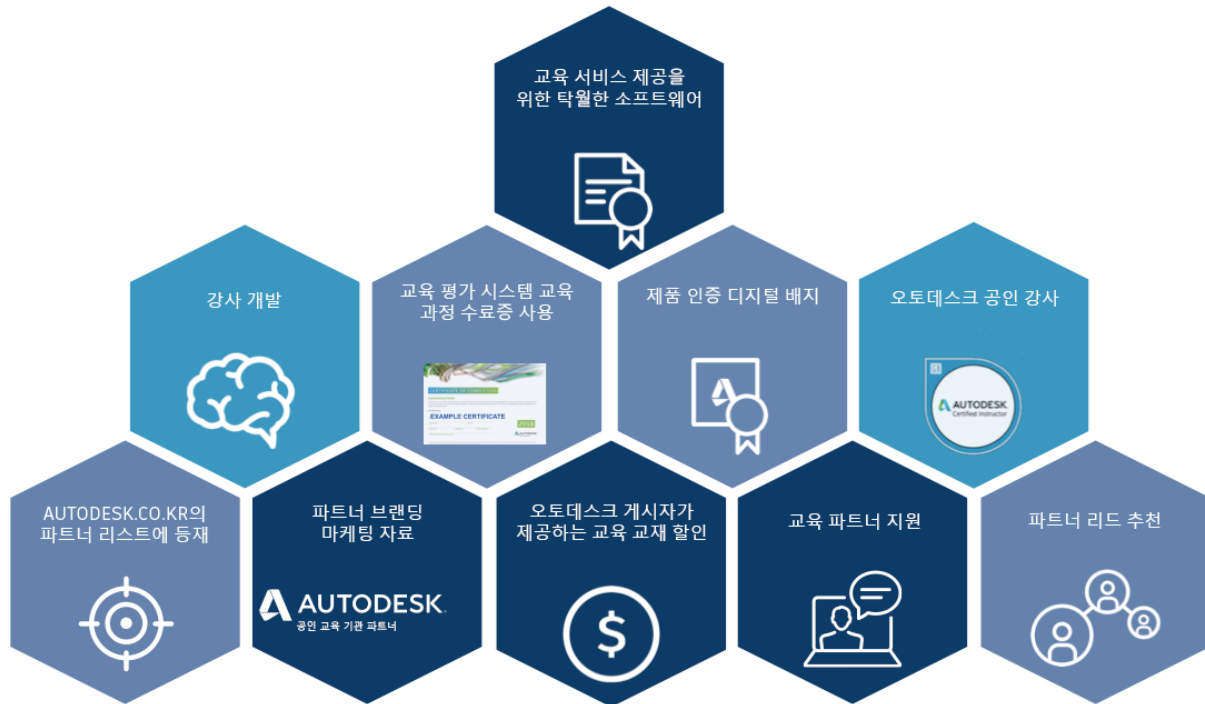 교육 서비스 제공을
위한 탁월한 소프트웨어
강사 개발
교육 평가 시스템 교육
과정 수료증 사용
CERTIFICATE OF COMPLETION
EXAMPLE CERTIFICATE
2018
AUTODESK
제품 인증 디지털 배지
오토데스크 공인 강사
AUTODESK
Certified Instructor
AUTODESK.CO.KR의
파트너 리스트에 등재
파트너 브랜딩
마케팅 자료
AUTODESK.
공인 교육 기관 파트너
오토데스크 게시자가
제공하는 교육 교재 할인
$
교육 파트너 지원
파트너 리드 추천